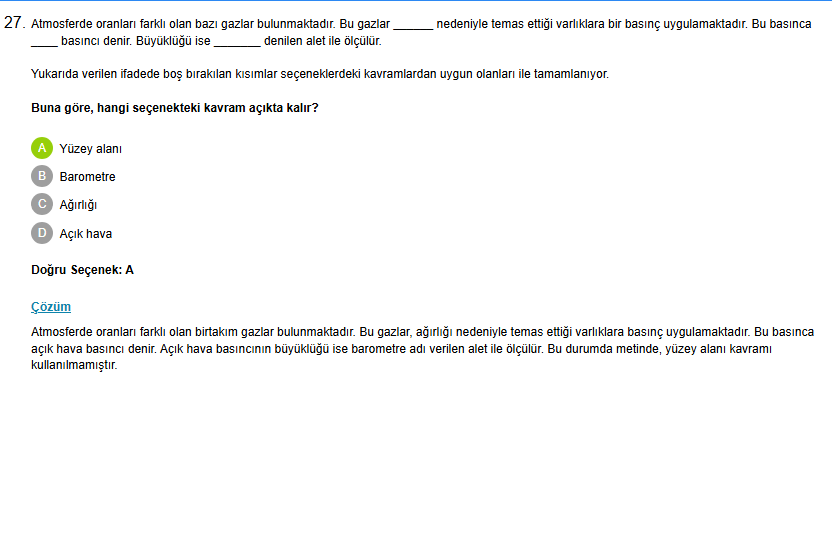 27. Atmosferde oranları farklı olan bazı gazlar bulunmaktadır. Bu gazlar ______ nedeniyle temas ettiği varlıklara bir basınç uygulamaktadır. Bu basınca
____ basıncı denir. Büyüklüğü ise _______ denilen alet ile ölçülür.
Yukarıda verilen ifadede boş bırakılan kısımlar seçeneklerdeki kavramlardan uygun olanları ile tamamlanıyor.
Buna göre, hangi seçenekteki kavram açıkta kalır?
A Yüzey alanı
B Barometre
C Ağırlığı
D Açık hava
Doğru Seçenek: A
Çözüm
Atmosferde oranları farklı olan birtakım gazlar bulunmaktadır. Bu gazlar, ağırlığı nedeniyle temas ettiği varlıklara basınç uygulamaktadır. Bu basınca
açık hava basıncı denir. Açık hava basıncının büyüklüğü ise barometre adı verilen alet ile ölçülür. Bu durumda metinde, yüzey alanı kavramı
kullanılmamıştır.